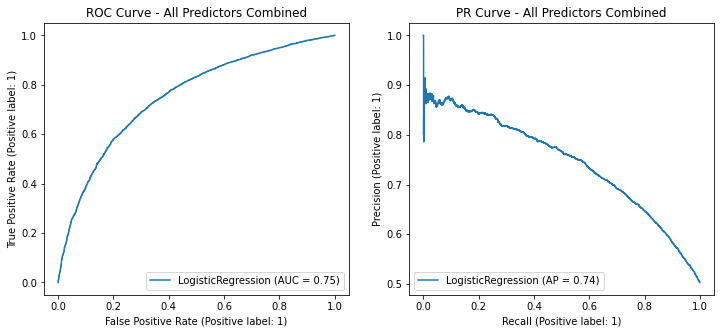 ROC Curve - All Predictors Combined
True Positive Rate (Positive label: 1)
1.0
0.8
0.6
0.4
0.2
0.0
LogisticRegression (AUC = 0.75)
0.0 0.2 0.4 0.6 0.8 1.0
False Positive Rate (Positive label: 1)
PR Curve - All Predictors Combined
Precision (Positive label: 1)
1.0
0.9
0.8
0.7
0.6
0.5
LogisticRegression (AP = 0.74)
0.0 0.2 0.4 0.6 0.8 1.0
Recall (Positive label: 1)